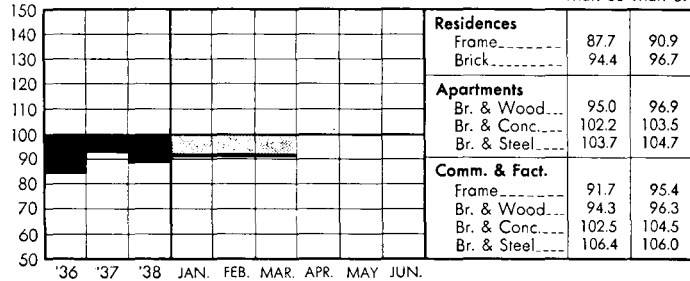 150
140
130
120
110
100
90
80
70
60
50
'36 '37 '38 JAN. FEB. MAR. APR. MAY JUN.
Residences
Frame 87.7 90.9
Brick 94.4 96.7
Apartments
Br. & Wood 95.0 96.9
Br. & Conc. 102.2 103.5
Br. & Steel 103.7 104.7
Comm. & Fact.
Frame 91.7 95.4
Br. & Wood 94.3 96.3
Br. & Conc. 102.5 104.5
Br. & Steel 106.4 106.0